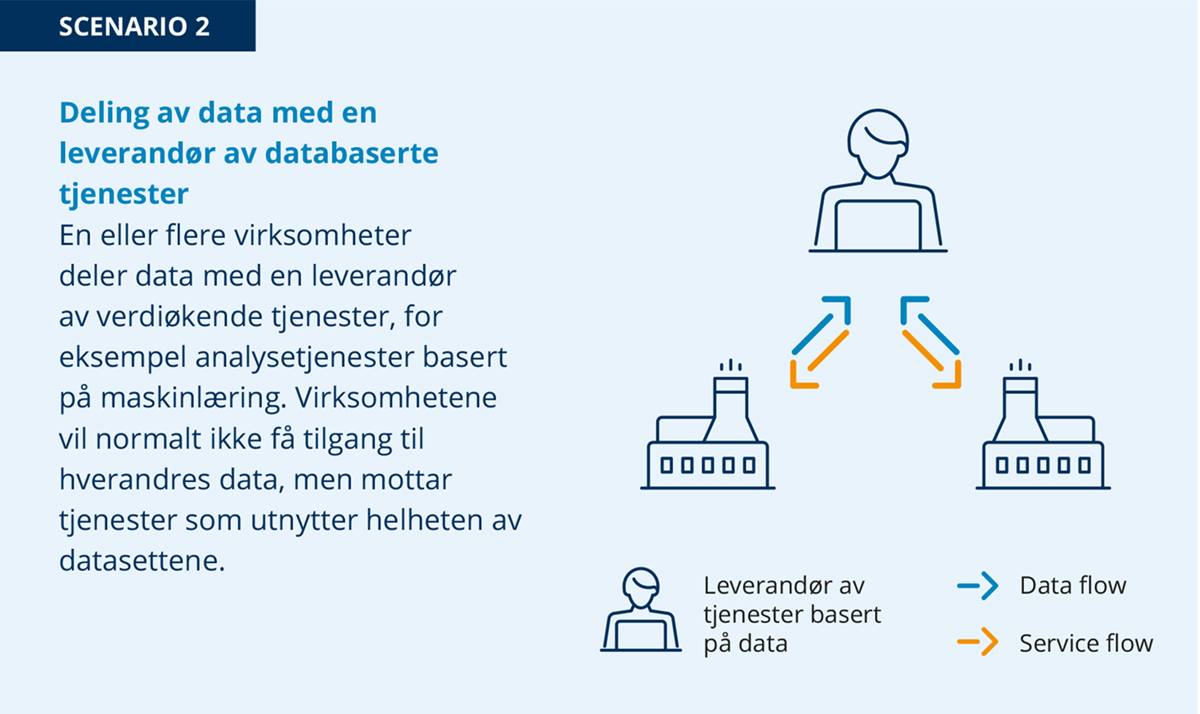 SCENARIO 2
Deling av data med en
leverandør av databaserte
tjenester
En eller flere virksomheter
deler data med en leverandør
av verdiøkende tjenester, for
eksempel analysetjenester basert
på maskinlæring. Virksomhetene
vil normalt ikke få tilgang til
hverandres data, men mottar
tjenester som utnytter helheten av
datasettene.
Leverandør av
tjenester basert
på data
Data flow
Service flow